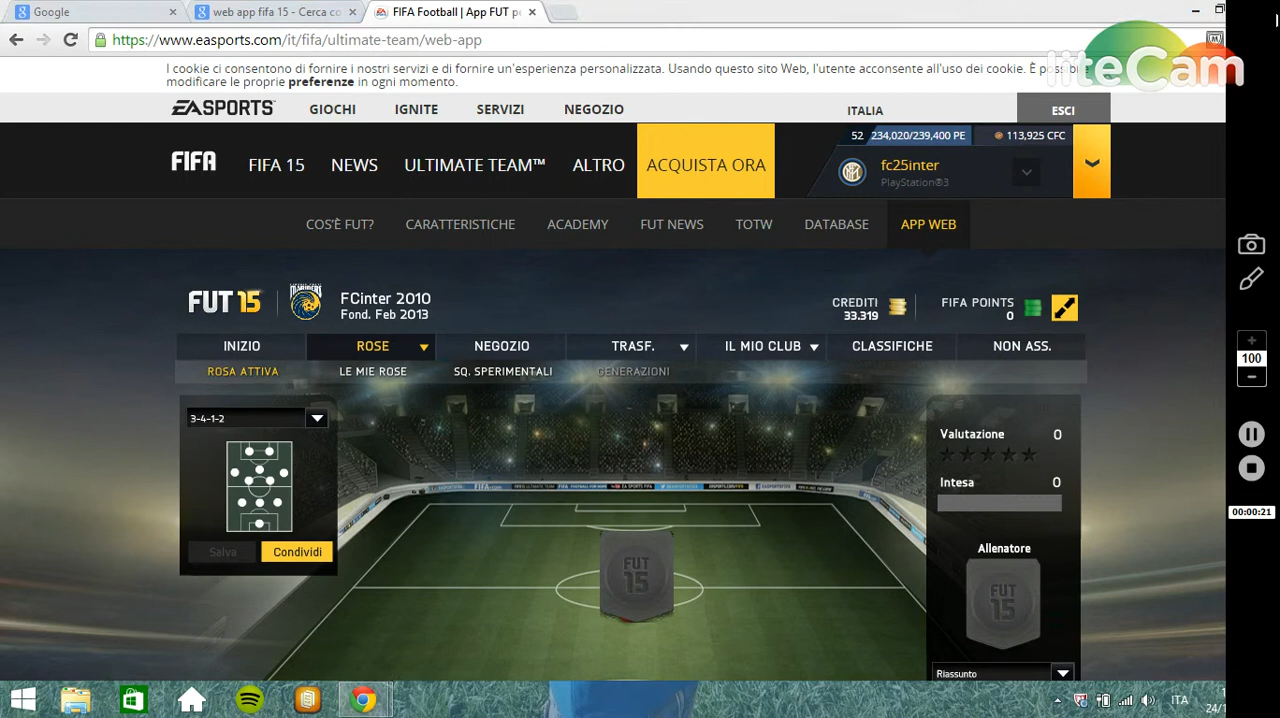 Google
web app fifa 15 - Cerca co
FIFA Football | App FUT pe
https://www.easports.com/it/fifa/ultimate-team/web-app
liteCam
I cookie ci consentono di fornire i nostri servizi e di fornire un'esperienza personalizzata. Usando questo sito Web, l'utente acconsente all'uso dei cookie. È possibile
modificare le proprie preferenze in ogni momento.
EA SPORTS™ GIOCHI IGNITE SERVIZI NEGOZIO ITALIA ESCI
52 234,020/239,400 PE 113,925 CFC
FIFA FIFA 15 NEWS ULTIMATE TEAM™ ALTRO ACQUISTA ORA
fc25inter
PlayStation®3
COS'È FUT? CARATTERISTICHE ACADEMY FUT NEWS TOTW DATABASE APP WEB
FUT 15
FCinter 2010
Fond. Feb 2013
CREDITI
33.319
FIFA POINTS
0
INIZIO ROSE NEGOZIO TRASF. IL MIO CLUB CLASSIFICHE NON ASS.
ROSA ATTIVA LE MIE ROSE SQ. SPERIMENTALI GENERAZIONI
3-4-1-2
Salva Condividi
FUT
15
Valutazione 0
Intesa 0
Allenatore
FUT
15
Riassunto
100
00:00:21
ITA
24/1